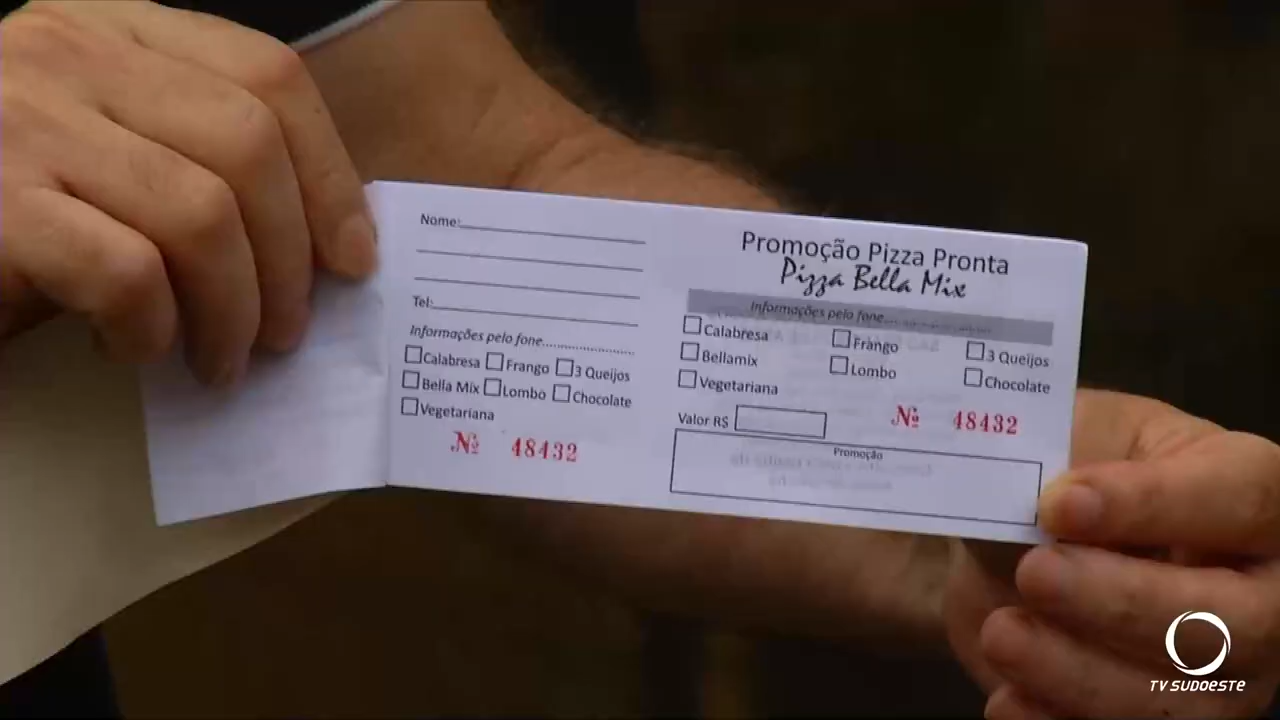 Nome:
Tel:
Informações pelo fone
Calabresa Frango 3 Queijos
Bella Mix Lombo Chocolate
Vegetariana
Nº 48432
Promoção Pizza Pronta
Pizza Bella Mix
Informações pelo fone
Calabresa Frango 3 Queijos
Bellamix Lombo Chocolate
Vegetariana
Valor R$ Nº 48432
Promoção
TV SUDOESTE